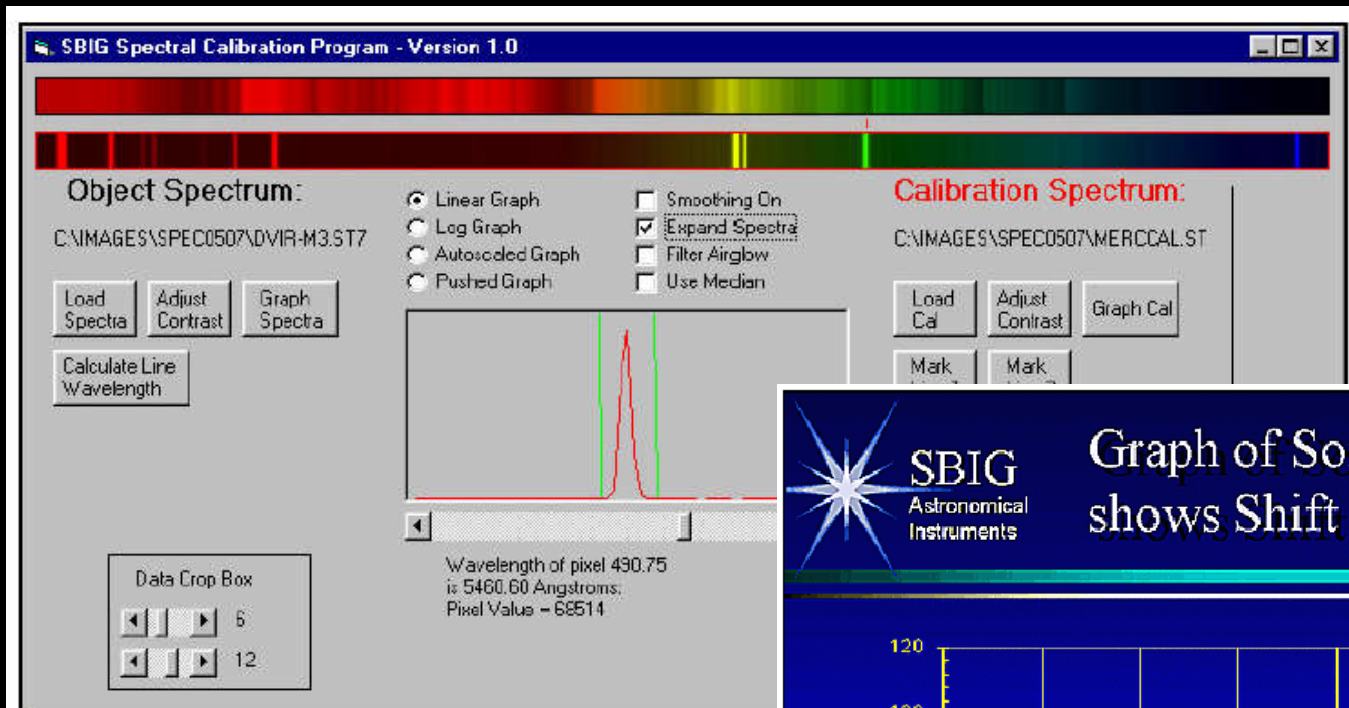 SBIG Spectral Calibration Program - Version 1.0
Object Spectrum:
C:\IMAGES\SPEC0507\DVIR-M3.ST7
Load Spectra
Adjust Contrast
Graph Spectra
Calculate Line Wavelength
Linear Graph
Log Graph
Autoscaled Graph
Pushed Graph
Smoothing On
Expand Spectra
Filter Airglow
Use Median
Calibration Spectrum:
C:\IMAGES\SPEC0507\MERCCAL.ST
Load Cal
Adjust Contrast
Graph Cal
Mark
Mark
Wavelength of pixel 490.75
is 5460.60 Angstroms;
Pixel Value = 68514
Data Crop Box
6
12
SBIG
Astronomical
Instruments
Graph of So
shows Shift
120